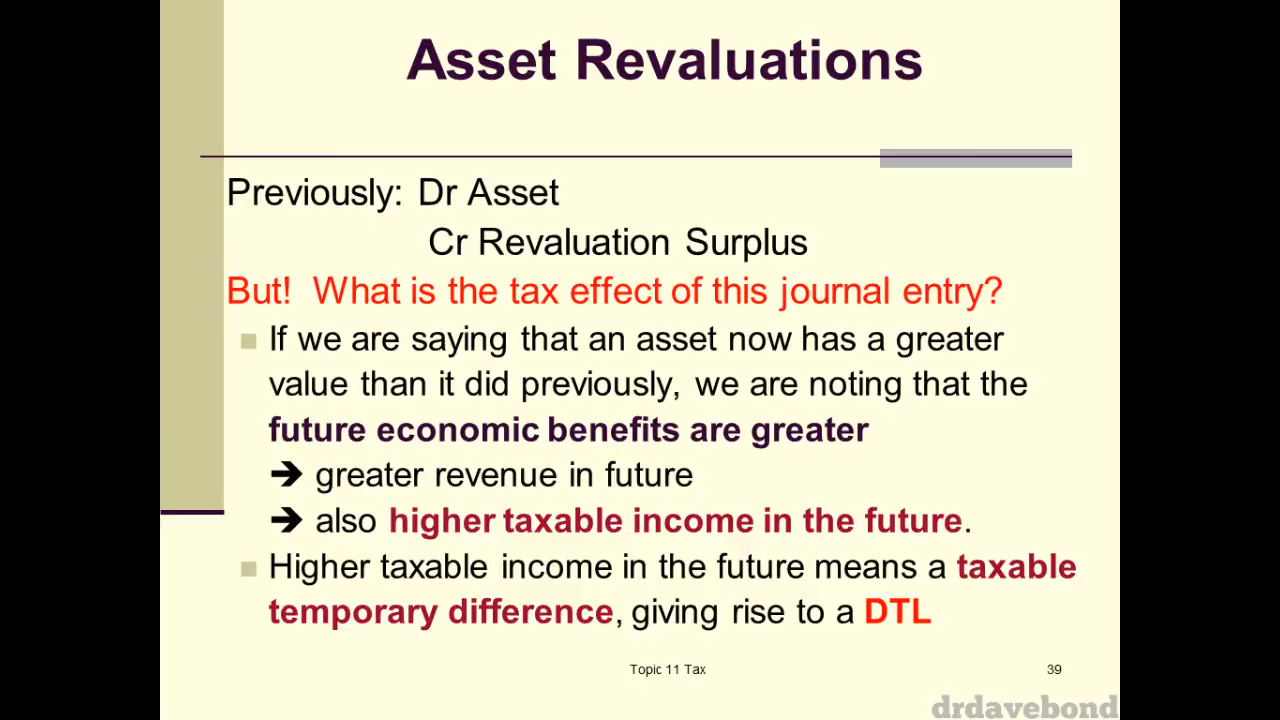 Asset Revaluations
Previously: Dr Asset
Cr Revaluation Surplus
But! What is the tax effect of this journal entry?
If we are saying that an asset now has a greater
value than it did previously, we are noting that the
future economic benefits are greater
➔ greater revenue in future
➔ also higher taxable income in the future.
Higher taxable income in the future means a taxable
temporary difference, giving rise to a DTL
Topic 11 Tax
39
drdavebond